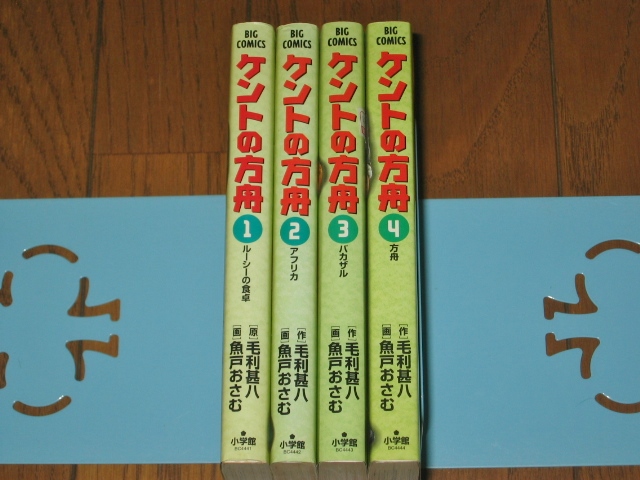 BIG
COMICS
ケントの方舟
1
ルーシーの食卓
[原]毛利甚八
[画]魚戸おさむ
小学館
BC4441
BIG
COMICS
ケントの方舟
2
アフリカ
[作]毛利甚八
[画]魚戸おさむ
小学館
BC4442
BIG
COMICS
ケントの方舟
3
バカザル
[作]毛利甚八
[画]魚戸おさむ
小学館
BC4443
BIG
COMICS
ケントの方舟
4
方舟
[作]毛利甚八
[画]魚戸おさむ
小学館
BC4444